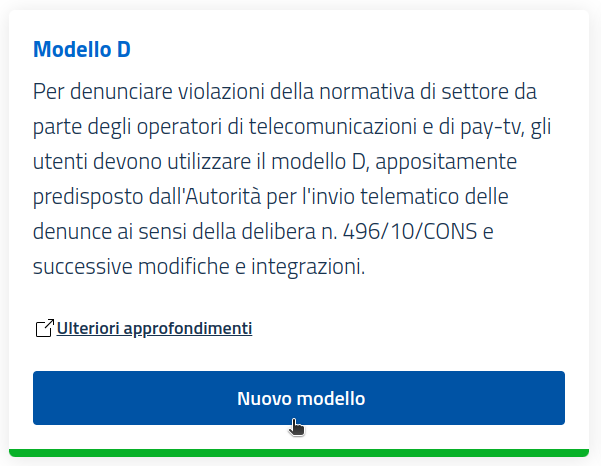 Modello D
Per denunciare violazioni della normativa di settore da
parte degli operatori di telecomunicazioni e di pay-tv, gli
utenti devono utilizzare il modello D, appositamente
predisposto dall'Autorità per l'invio telematico delle
denunce ai sensi della delibera n. 496/10/CONS e
successive modifiche e integrazioni.
Ulteriori approfondimenti
Nuovo modello